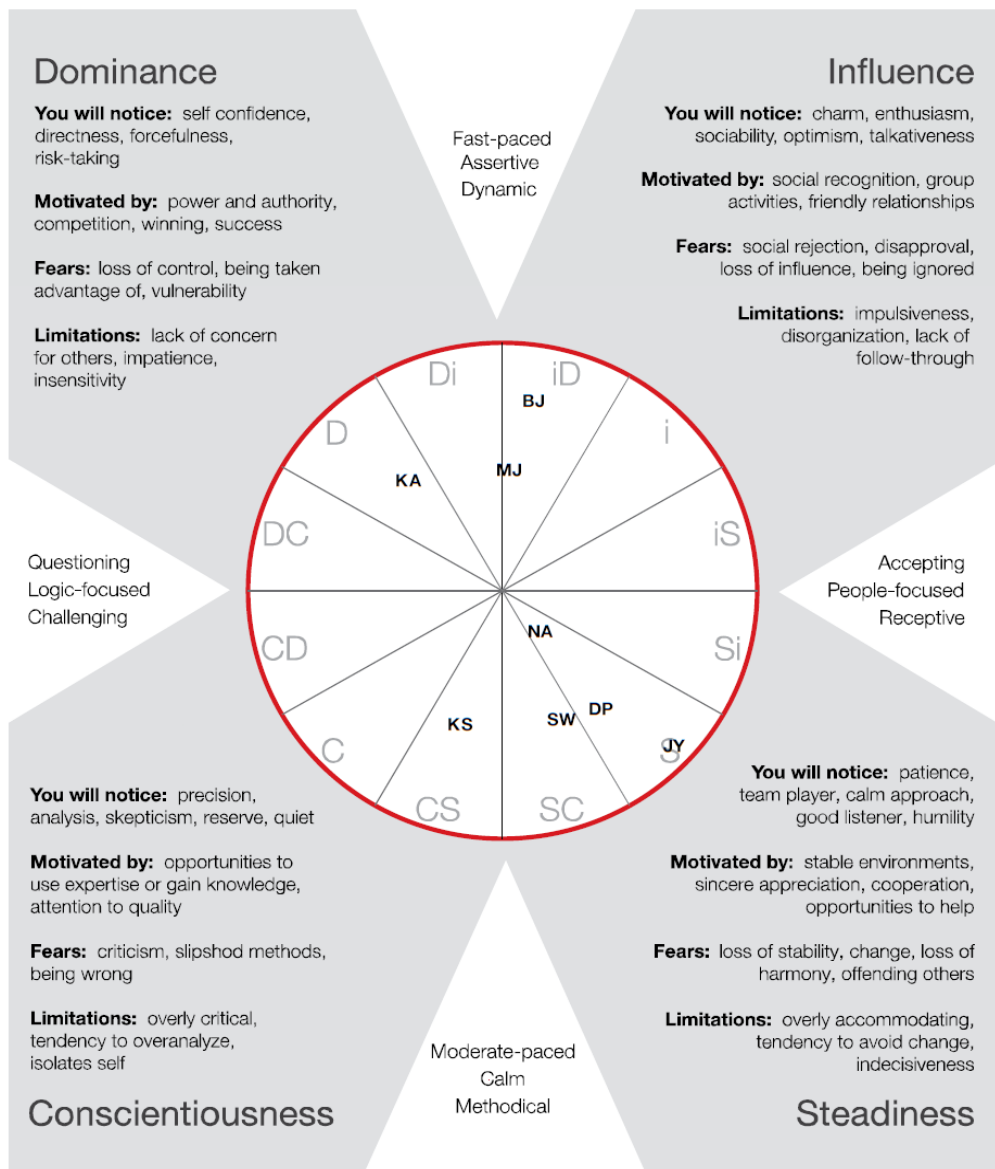 Dominance
You will notice: self confidence,
directness, forcefulness,
risk-taking
Motivated by: power and authority,
competition, winning, success
Fears: loss of control, being taken
advantage of, vulnerability
Limitations: lack of concern
for others, impatience,
insensitivity
Fast-paced
Assertive
Dynamic
Influence
You will notice: charm, enthusiasm,
sociability, optimism, talkativeness
Motivated by: social recognition, group
activities, friendly relationships
Fears: social rejection, disapproval,
loss of influence, being ignored
Limitations: impulsiveness,
disorganization, lack of
follow-through
Di
iD
BJ
D
i
MJ
KA
DC
iS
Questioning
Logic-focused
Challenging
Accepting
People-focused
Receptive
NA
CD
Si
DP
SW
KS
JY
C
S
CS
SC
You will notice: precision,
analysis, skepticism, reserve, quiet
Motivated by: opportunities to
use expertise or gain knowledge,
attention to quality
Fears: criticism, slipshod methods,
being wrong
Limitations: overly critical,
tendency to overanalyze,
isolates self
Conscientiousness
Moderate-paced
Calm
Methodical
You will notice: patience,
team player, calm approach,
good listener, humility
Motivated by: stable environments,
sincere appreciation, cooperation,
opportunities to help
Fears: loss of stability, change, loss of
harmony, offending others
Limitations: overly accommodating,
tendency to avoid change,
indecisiveness
Steadiness